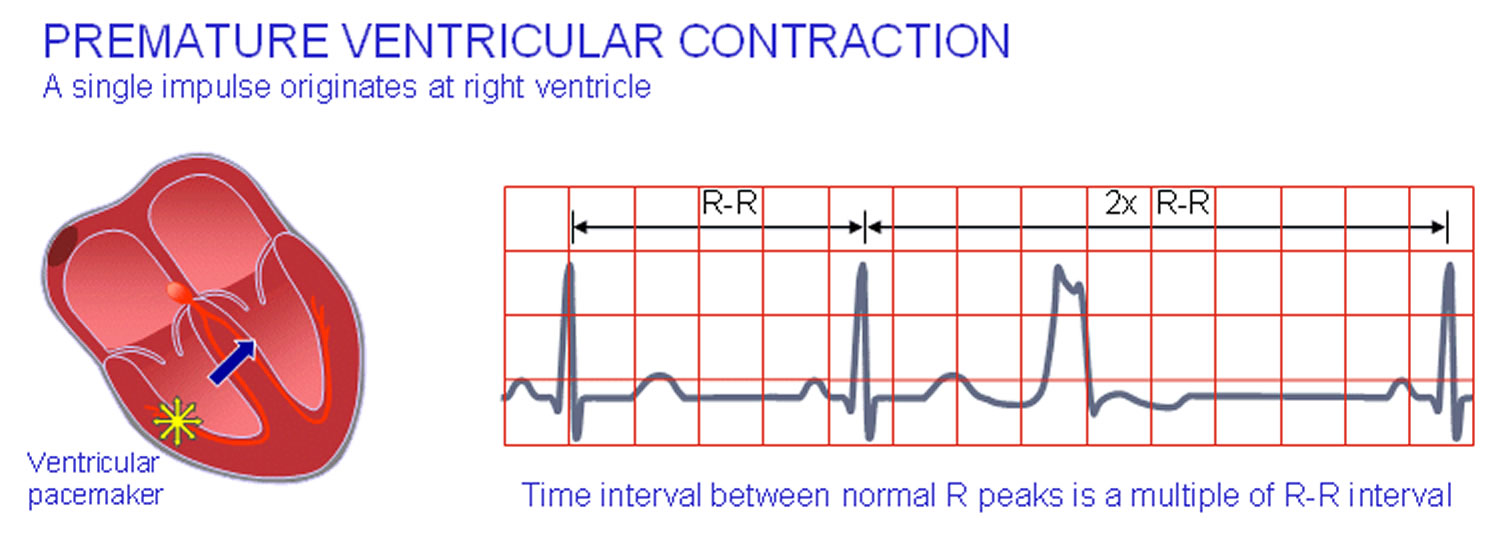 PREMATURE VENTRICULAR CONTRACTION
A single impulse originates at right ventricle
R-R
2x R-R
Ventricular
pacemaker
Time interval between normal R peaks is a multiple of R-R interval